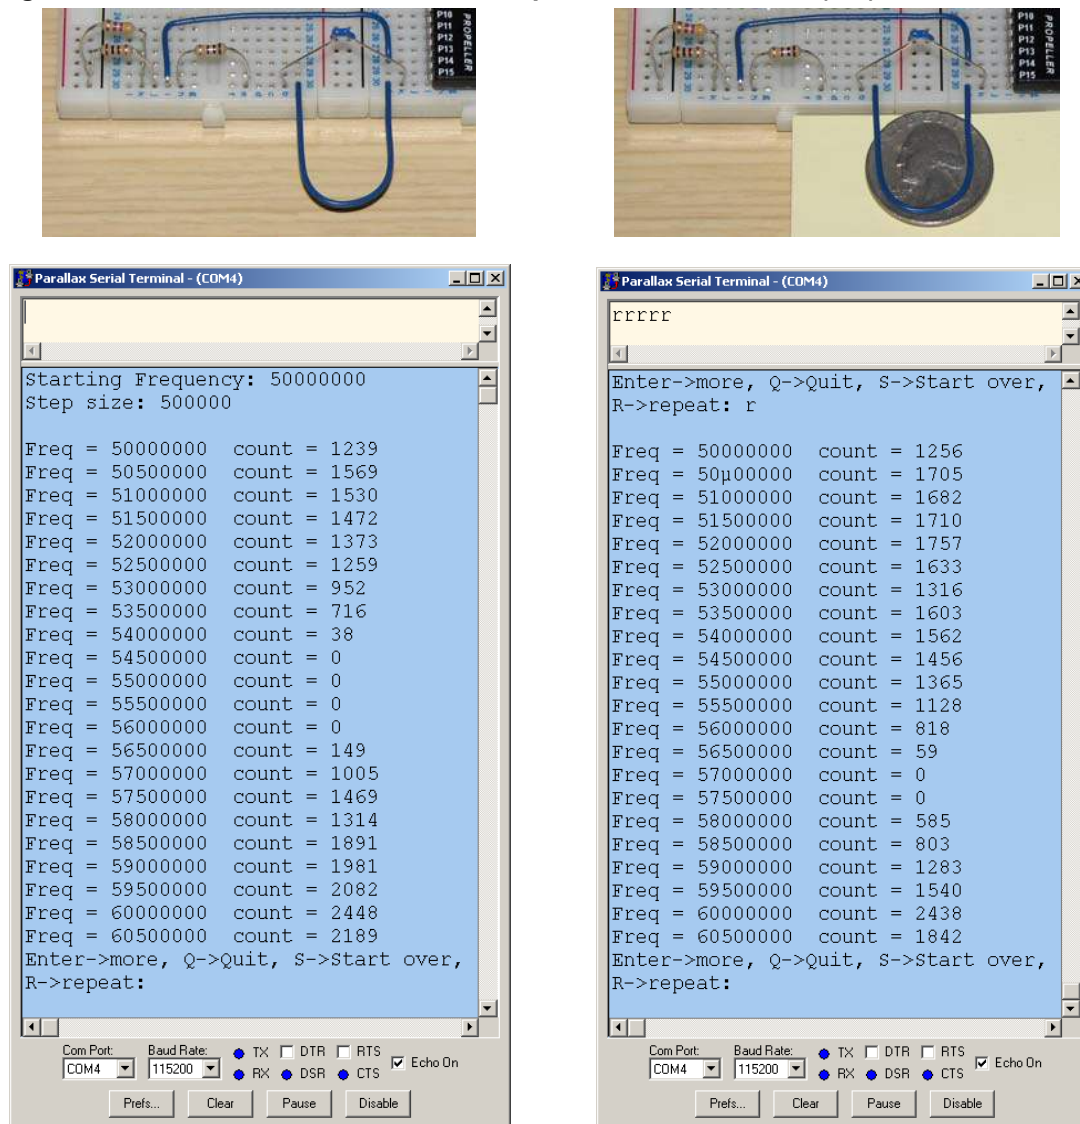 P10
P11
P12
P13
P14
P15
PROPELLER
P10
P11
P12
P13
P14
P15
PROPELLER
Parallax Serial Terminal - (COM4)
Starting Frequency: 50000000
Step size: 500000
Freq = 50000000 count = 1239
Freq = 50500000 count = 1569
Freq = 51000000 count = 1530
Freq = 51500000 count = 1472
Freq = 52000000 count = 1373
Freq = 52500000 count = 1259
Freq = 53000000 count = 952
Freq = 53500000 count = 716
Freq = 54000000 count = 38
Freq = 54500000 count = 0
Freq = 55000000 count = 0
Freq = 55500000 count = 0
Freq = 56000000 count = 0
Freq = 56500000 count = 149
Freq = 57000000 count = 1005
Freq = 57500000 count = 1469
Freq = 58000000 count = 1314
Freq = 58500000 count = 1891
Freq = 59000000 count = 1981
Freq = 59500000 count = 2082
Freq = 60000000 count = 2448
Freq = 60500000 count = 2189
Enter->more, Q->Quit, S->Start over,
R->repeat:
Com Port: Baud Rate: TX DTR RTS
COM4 115200 RX DSR CTS Echo On
Prefs... Clear Pause Disable
Parallax Serial Terminal - (COM4)
rrrrr
Enter->more, Q->Quit, S->Start over,
R->repeat: r
Freq = 50000000 count = 1256
Freq = 50µ00000 count = 1705
Freq = 51000000 count = 1682
Freq = 51500000 count = 1710
Freq = 52000000 count = 1757
Freq = 52500000 count = 1633
Freq = 53000000 count = 1316
Freq = 53500000 count = 1603
Freq = 54000000 count = 1562
Freq = 54500000 count = 1456
Freq = 55000000 count = 1365
Freq = 55500000 count = 1128
Freq = 56000000 count = 818
Freq = 56500000 count = 59
Freq = 57000000 count = 0
Freq = 57500000 count = 0
Freq = 58000000 count = 585
Freq = 58500000 count = 803
Freq = 59000000 count = 1283
Freq = 59500000 count = 1540
Freq = 60000000 count = 2438
Freq = 60500000 count = 1842
Enter->more, Q->Quit, S->Start over,
R->repeat:
Com Port: Baud Rate: TX DTR RTS
COM4 115200 RX DSR CTS Echo On
Prefs... Clear Pause Disable